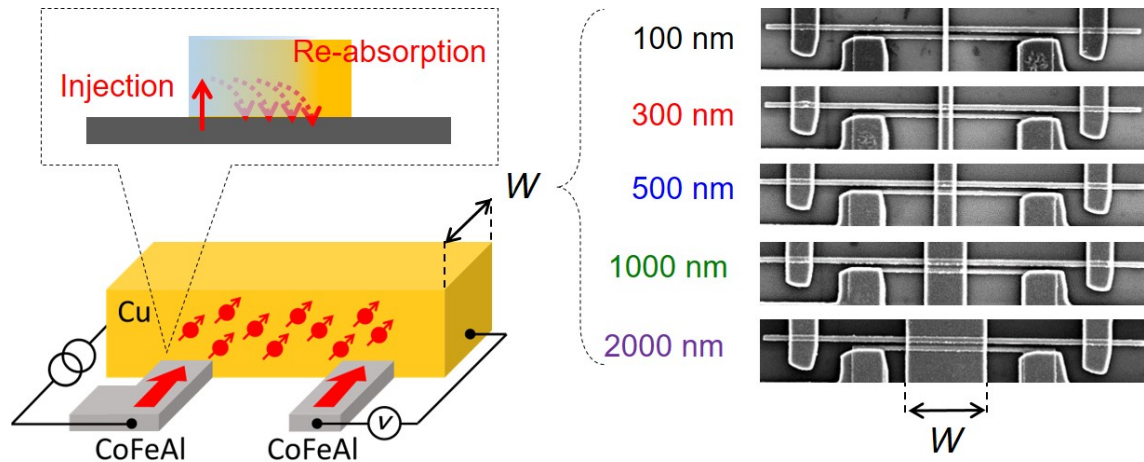 Re-absorption
Injection
W
Cu
V
CoFeAl
CoFeAl
100 nm
300 nm
500 nm
1000 nm
2000 nm
W